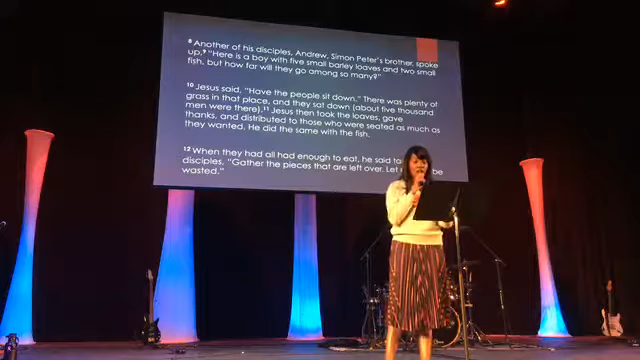 8 Another of his disciples, Andrew, Simon Peter's brother, spoke
up, 9 "Here is a boy with five small barley loaves and two small
fish, but how far will they go among so many?"
10 Jesus said, "Have the people sit down." There was plenty of
grass in that place, and they sat down (about five thousand
men were there). 11 Jesus then took the loaves, gave
thanks, and distributed to those who were seated as much as
they wanted. He did the same with the fish.
12 When they had all had enough to eat, he said to
disciples, "Gather the pieces that are left over. Let be
wasted."